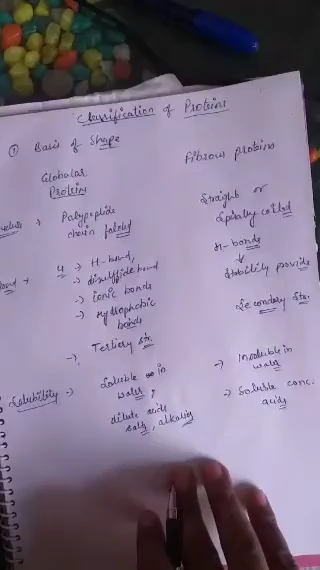 Classification of Proteins
① Basis of Shape
Globular Protein
Fibrous proteins
→ Polypeptide chain folded
Straight or Spirally coiled
4 → H-bond,
→ disulfide bond
→ ionic bonds
→ Hydrophobic bonds
H-bonds
↓
Stability provide
→ Tertiary str.
Secondary Str.
Solubility → Soluble in water,
dilute acids salts, alkalies
→ Insoluble in water
→ Soluble conc. acids